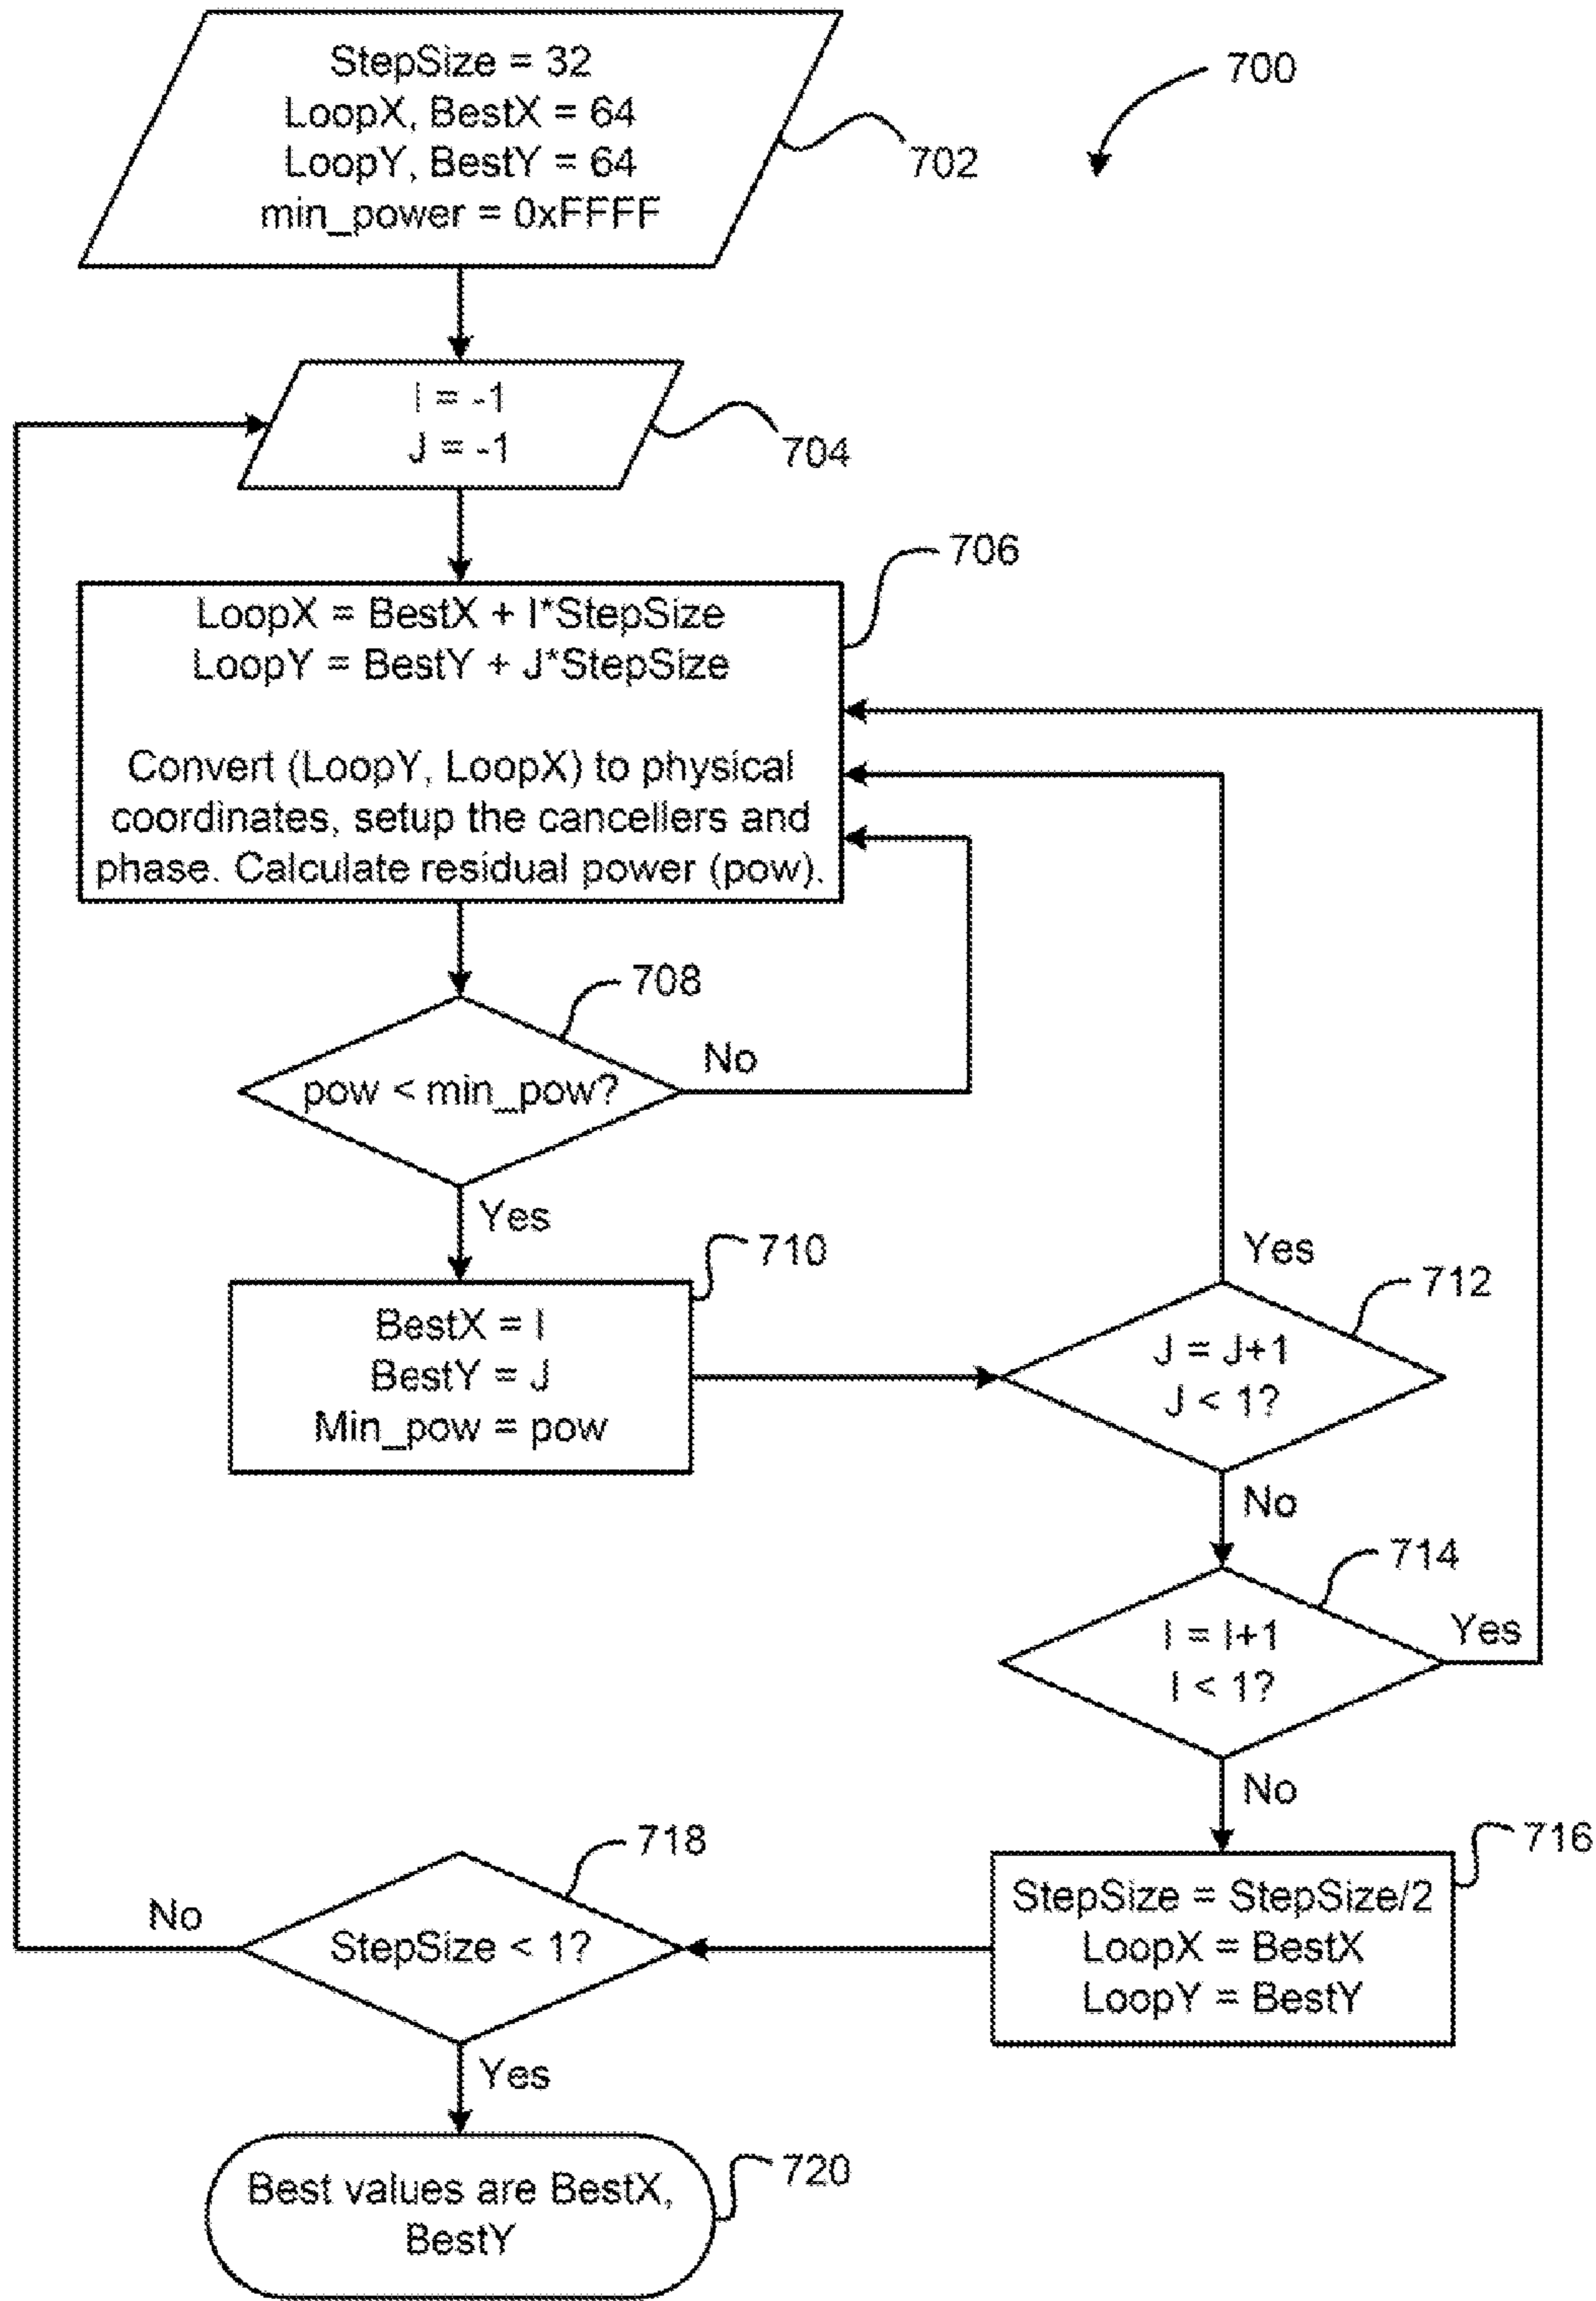 StepSize = 32
LoopX, BestX = 64
LoopY, BestY = 64
min_power = 0xFFFF
700
702
I = -1
J = -1
704
706
LoopX = BestX + I*StepSize
LoopY = BestY + J*StepSize
Convert (LoopY, LoopX) to physical
coordinates, setup the cancellers and
phase. Calculate residual power (pow).
708
pow < min_pow?
No
Yes
710
BestX = I
BestY = J
Min_pow = pow
Yes
712
J = J+1
J < 1?
No
714
I = I+1
I < 1?
Yes
No
716
StepSize = StepSize/2
LoopX = BestX
LoopY = BestY
718
No
StepSize < 1?
Yes
720
Best values are BestX,
BestY